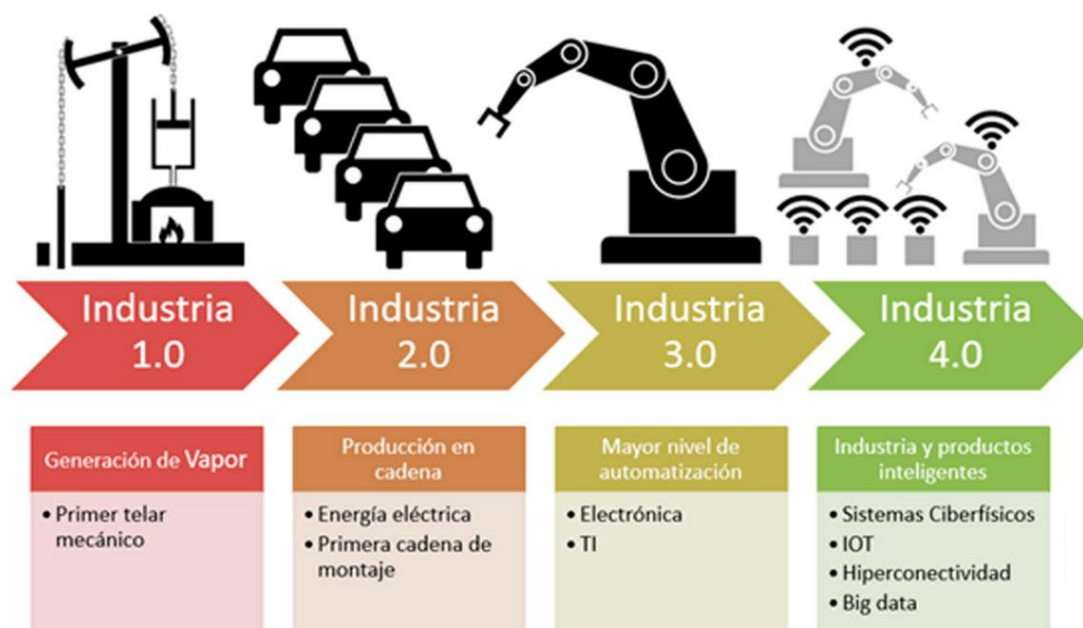 Industria
1.0
Industria
2.0
Industria
3.0
Industria
4.0
Generación de Vapor
• Primer telar
mecánico
Producción en
cadena
• Energía eléctrica
• Primera cadena de
montaje
Mayor nivel de
automatización
• Electrónica
• TI
Industria y productos
inteligentes
• Sistemas Ciberfísicos
• IOT
• Hiperconectividad
• Big data